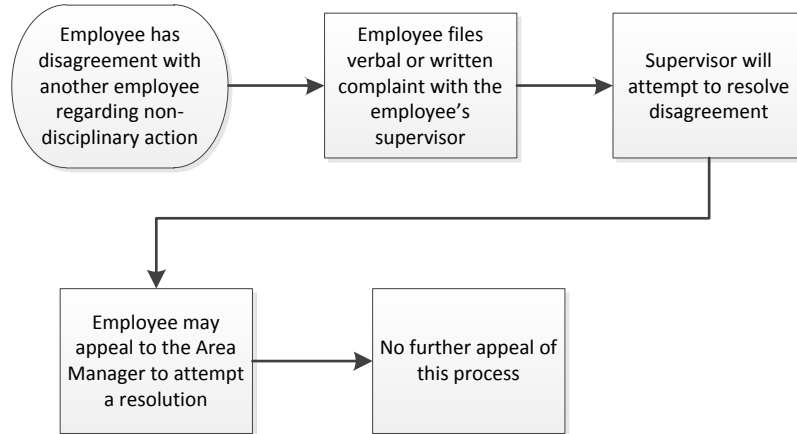 Employee has
disagreement with
another employee
regarding non-
disciplinary action
Employee files
verbal or written
complaint with the
employee’s
supervisor
Supervisor will
attempt to resolve
disagreement
Employee may
appeal to the Area
Manager to attempt
a resolution
No further appeal of
this process